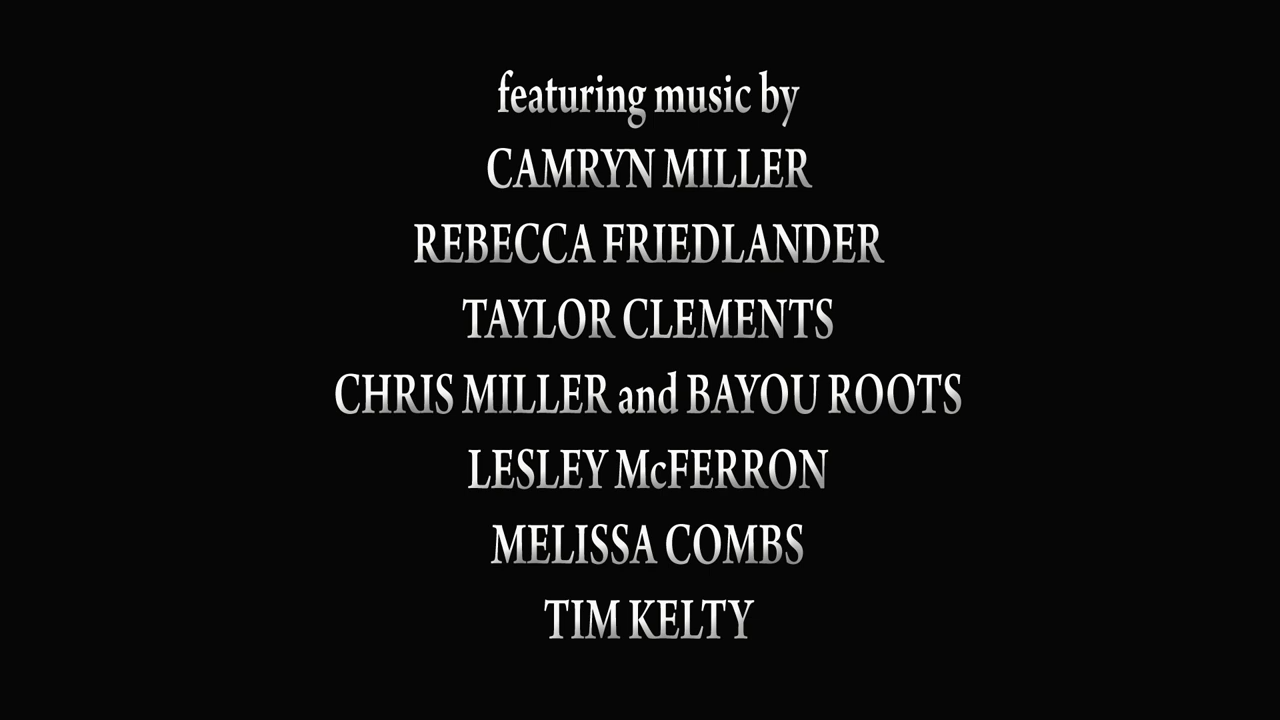 featuring music by
CAMRYN MILLER
REBECCA FRIEDLANDER
TAYLOR CLEMENTS
CHRIS MILLER and BAYOU ROOTS
LESLEY McFERRON
MELISSA COMBS
TIM KELTY